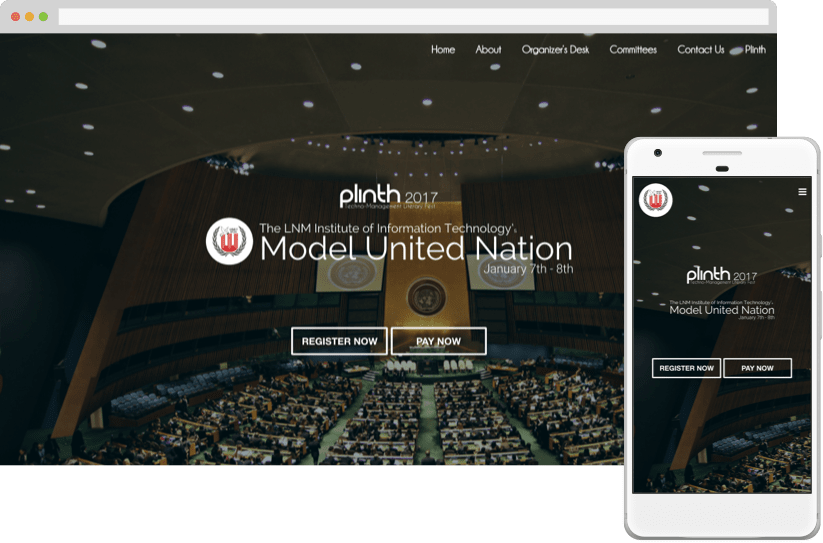 Home About Organizer's Desk Committees Contact Us Plinth
plinth 2017
Techno-Management Literary Fest
The LNM Institute of Information Technology's
Model United Nation
January 7th - 8th
REGISTER NOW PAY NOW
plinth 2017
Techno-Management Literary Fest
The LNM Institute of Information Technology's
Model United Nation
January 7th - 8th
REGISTER NOW PAY NOW